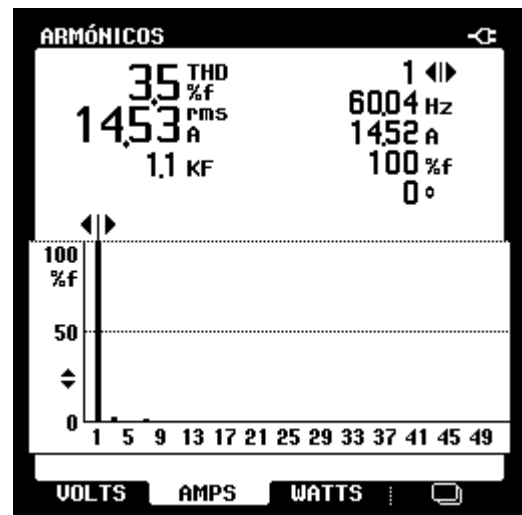 ARMÓNICOS
3,5 THD %f
14,53 rms A
1,1 KF
1
60,04 Hz
14,52 A
100 %f
0 °
100
%f
50
0
1 5 9 13 17 21 25 29 33 37 41 45 49
VOLTS AMPS WATTS